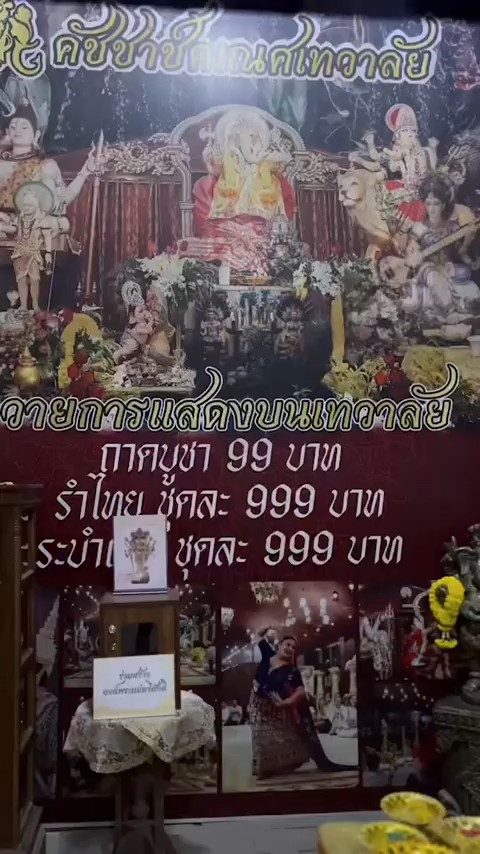 คัชชาชคเณศเทวาลัย
วายการแสดงบนเทวาลัย
ถาดบูชา 99 บาท
รำไทย ชุดละ 999 บาท
ระบำ ชุดละ 999 บาท